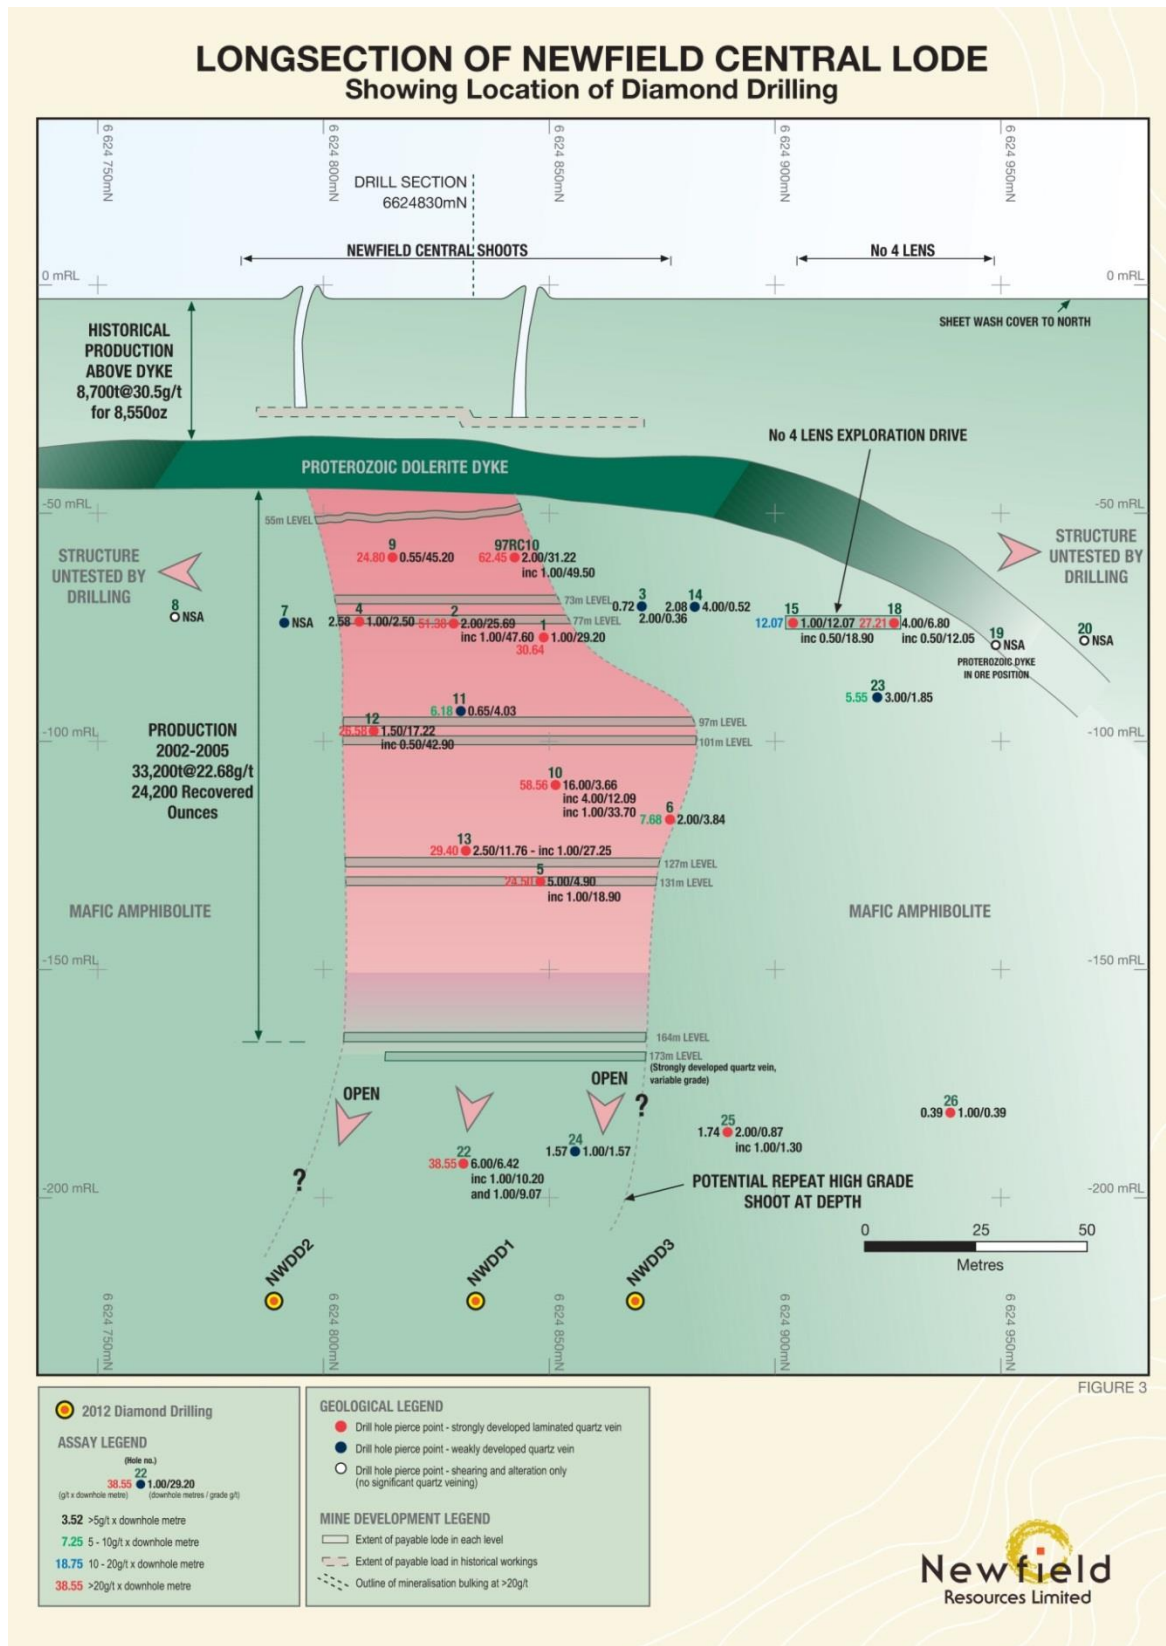 LONGSECTION OF NEWFIELD CENTRAL LODE
Showing Location of Diamond Drilling
6 624 750mN
6 624 800mN
6 624 850mN
6 624 900mN
6 624 950mN
DRILL SECTION
6624830mN
NEWFIELD CENTRAL SHOOTS
No 4 LENS
0 mRL
0 mRL
SHEET WASH COVER TO NORTH
HISTORICAL
PRODUCTION
ABOVE DYKE
8,700t@30.5g/t
for 8,550oz
No 4 LENS EXPLORATION DRIVE
PROTEROZOIC DOLERITE DYKE
-50 mRL
-50 mRL
55m LEVEL
STRUCTURE
UNTESTED BY
DRILLING
STRUCTURE
UNTESTED BY
DRILLING
9
24.80 0.55/45.20
97RC10
62.45 2.00/31.22
inc 1.00/49.50
73m LEVEL
8
NSA
7
NSA
4
2.58 1.00/2.50
2
51.38 2.00/25.69
inc 1.00/47.60
77m LEVEL
1
1.00/29.20
30.64
3
0.72
2.00/0.36
14
2.08 4.00/0.52
15
12.07 1.00/12.07
inc 0.50/18.90
18
27.21 4.00/6.80
inc 0.50/12.05
19
NSA
PROTEROZOIC DYKE
IN ORE POSITION
20
NSA
23
5.55 3.00/1.85
11
6.18 0.65/4.03
12
26.58 1.50/17.22
inc 0.50/42.90
97m LEVEL
101m LEVEL
-100 mRL
-100 mRL
PRODUCTION
2002-2005
33,200t@22.68g/t
24,200 Recovered
Ounces
10
58.56 16.00/3.66
inc 4.00/12.09
inc 1.00/33.70
6
7.68 2.00/3.84
13
29.40 2.50/11.76 - inc 1.00/27.25
127m LEVEL
5
24.50 5.00/4.90
inc 1.00/18.90
131m LEVEL
MAFIC AMPHIBOLITE
MAFIC AMPHIBOLITE
-150 mRL
-150 mRL
164m LEVEL
173m LEVEL
(Strongly developed quartz vein,
variable grade)
OPEN
OPEN
?
?
22
38.55 6.00/6.42
inc 1.00/10.20
and 1.00/9.07
24
1.57 1.00/1.57
25
1.74 2.00/0.87
inc 1.00/1.30
26
0.39 1.00/0.39
POTENTIAL REPEAT HIGH GRADE
SHOOT AT DEPTH
-200 mRL
-200 mRL
0 25 50
Metres
NWDD2
NWDD1
NWDD3
6 624 750mN
6 624 800mN
6 624 850mN
6 624 900mN
6 624 950mN
FIGURE 3
2012 Diamond Drilling
ASSAY LEGEND
(Hole no.)
22
38.55 1.00/29.20
(g/t x downhole metre) (downhole metres / grade g/t)
3.52 >5g/t x downhole metre
7.25 5 - 10g/t x downhole metre
18.75 10 - 20g/t x downhole metre
38.55 >20g/t x downhole metre
GEOLOGICAL LEGEND
Drill hole pierce point - strongly developed laminated quartz vein
Drill hole pierce point - weakly developed quartz vein
Drill hole pierce point - shearing and alteration only
(no significant quartz veining)
MINE DEVELOPMENT LEGEND
Extent of payable lode in each level
Extent of payable load in historical workings
Outline of mineralisation bulking at >20g/t
Newfield
Resources Limited